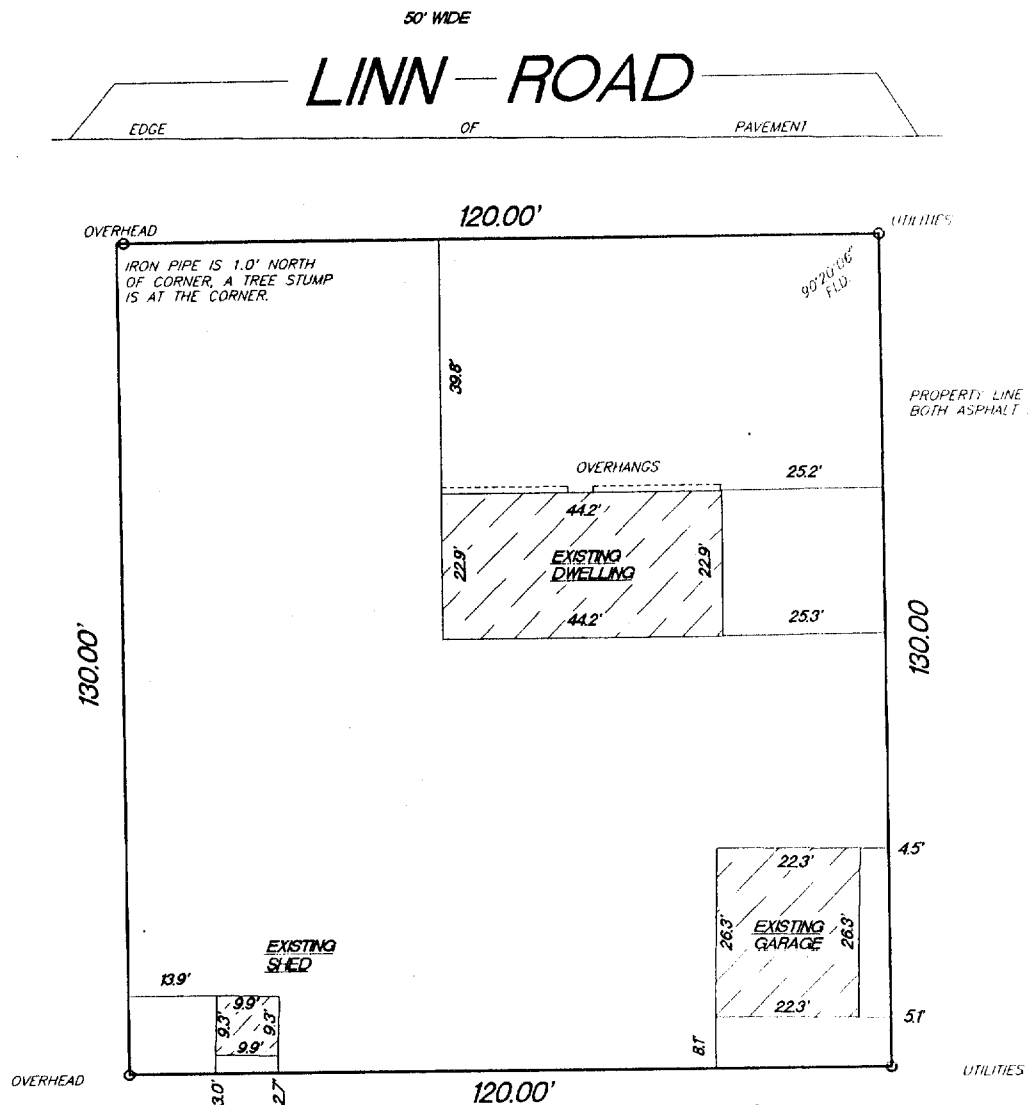 50' WIDE
LINN ROAD
EDGE OF PAVEMENT
120.00'
OVERHEAD
UTILITIES
IRON PIPE IS 1.0' NORTH
OF CORNER, A TREE STUMP
IS AT THE CORNER.
90°20'06"
FLD.
39.8'
PROPERTY LINE
BOTH ASPHALT
OVERHANGS
25.2'
44.2'
22.9'
EXISTING
DWELLING
22.9'
44.2'
25.3'
130.00'
130.00
4.5'
22.3'
26.3'
EXISTING
GARAGE
26.3'
22.3'
5.1'
8.1'
EXISTING
SHED
13.9'
9.9'
9.3'
9.3'
9.9'
3.0'
2.7'
OVERHEAD
120.00'
UTILITIES